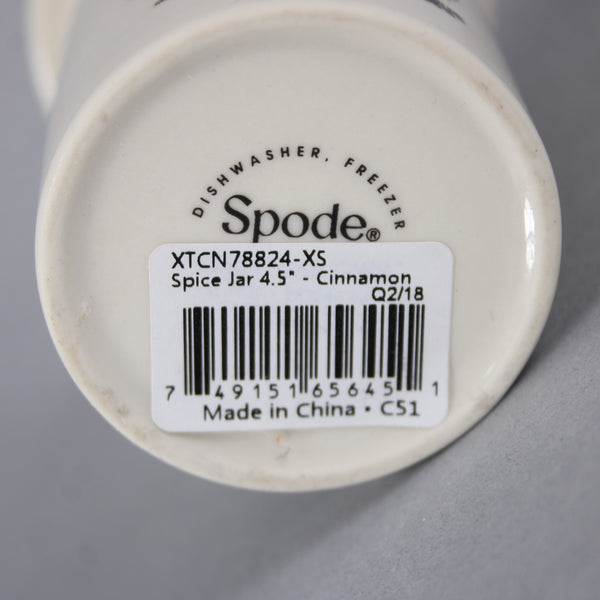 DISHWASHER, FREEZER
Spode®
XTCN78824-XS
Spice Jar 4.5" - Cinnamon
Q2/18
7 49151 65645 1
Made in China • C51